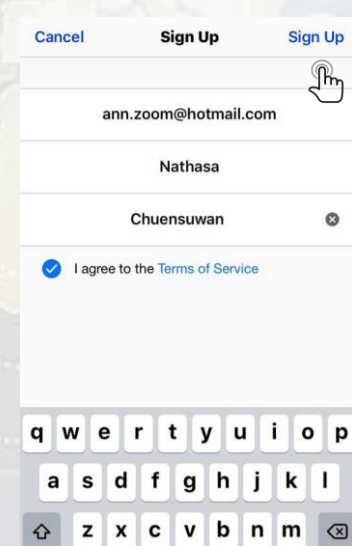 Cancel Sign Up Sign Up
ann.zoom@hotmail.com
Nathasa
Chuensuwan
I agree to the Terms of Service
q w e r t y u i o p
a s d f g h j k l
z x c v b n m